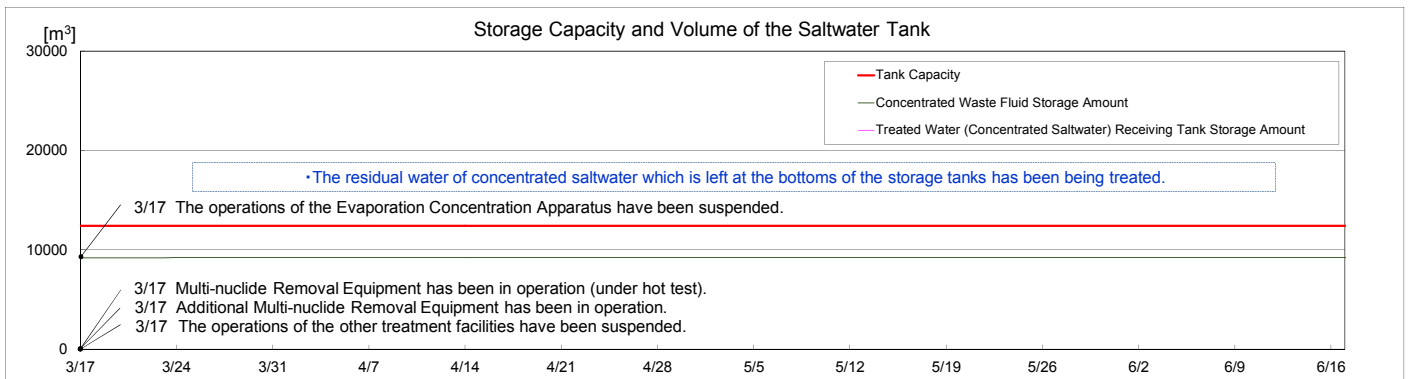 Storage Capacity and Volume of the Saltwater Tank
[m³]
30000
20000
10000
0
Tank Capacity
Concentrated Waste Fluid Storage Amount
Treated Water (Concentrated Saltwater) Receiving Tank Storage Amount
・The residual water of concentrated saltwater which is left at the bottoms of the storage tanks has been being treated.
3/17 The operations of the Evaporation Concentration Apparatus have been suspended.
3/17 Multi-nuclide Removal Equipment has been in operation (under hot test).
3/17 Additional Multi-nuclide Removal Equipment has been in operation.
3/17 The operations of the other treatment facilities have been suspended.
3/17 3/24 3/31 4/7 4/14 4/21 4/28 5/5 5/12 5/19 5/26 6/2 6/9 6/16